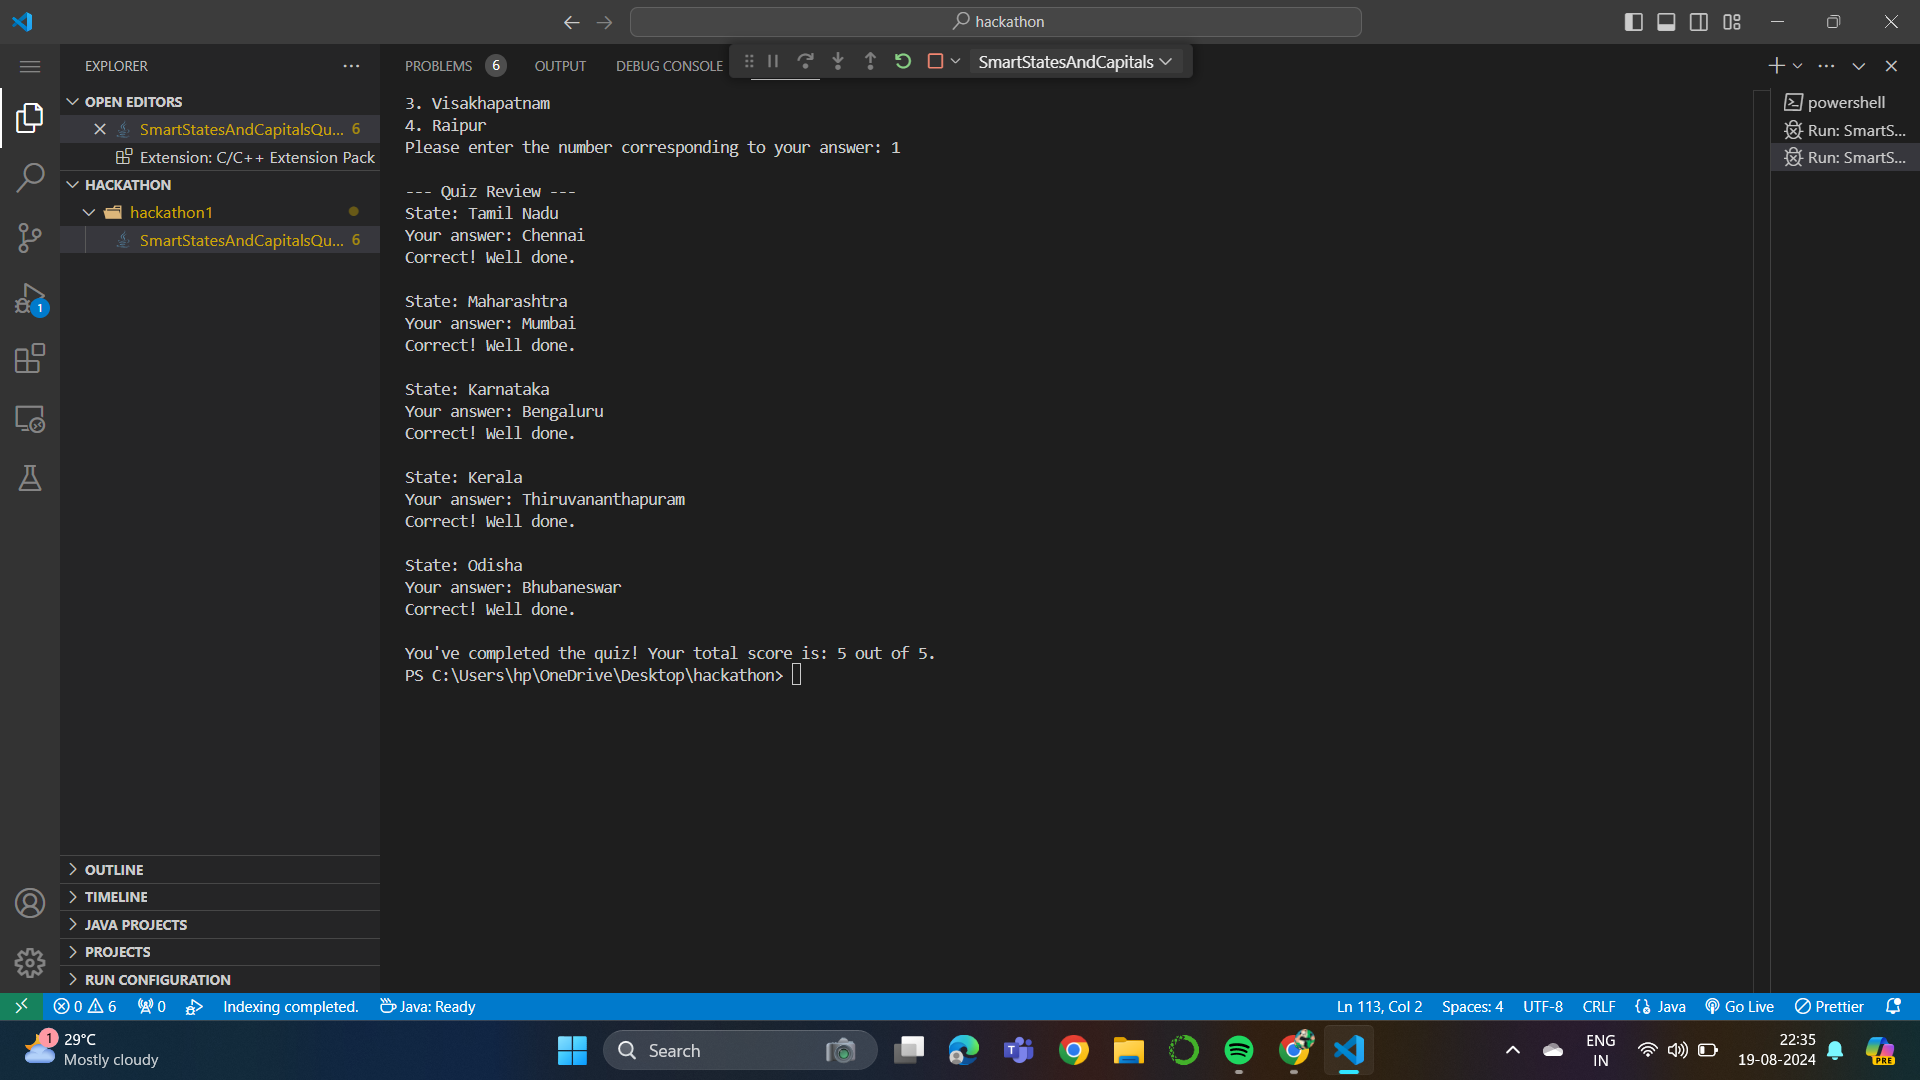 hackathon
EXPLORER
OPEN EDITORS
SmartStatesAndCapitalsQu... 6
Extension: C/C++ Extension Pack
HACKATHON
hackathon1
SmartStatesAndCapitalsQu... 6
1
OUTLINE
TIMELINE
JAVA PROJECTS
PROJECTS
RUN CONFIGURATION
PROBLEMS 6 OUTPUT DEBUG CONSOLE
SmartStatesAndCapitals
3. Visakhapatnam
4. Raipur
Please enter the number corresponding to your answer: 1
--- Quiz Review ---
State: Tamil Nadu
Your answer: Chennai
Correct! Well done.
State: Maharashtra
Your answer: Mumbai
Correct! Well done.
State: Karnataka
Your answer: Bengaluru
Correct! Well done.
State: Kerala
Your answer: Thiruvananthapuram
Correct! Well done.
State: Odisha
Your answer: Bhubaneswar
Correct! Well done.
You've completed the quiz! Your total score is: 5 out of 5.
PS C:\Users\hp\OneDrive\Desktop\hackathon>
powershell
Run: SmartS...
Run: SmartS...
0 6 0 Indexing completed. Java: Ready
Ln 113, Col 2 Spaces: 4 UTF-8 CRLF {} Java Go Live Prettier
1
29°C
Mostly cloudy
Search
ENG
IN
22:35
19-08-2024
PRE